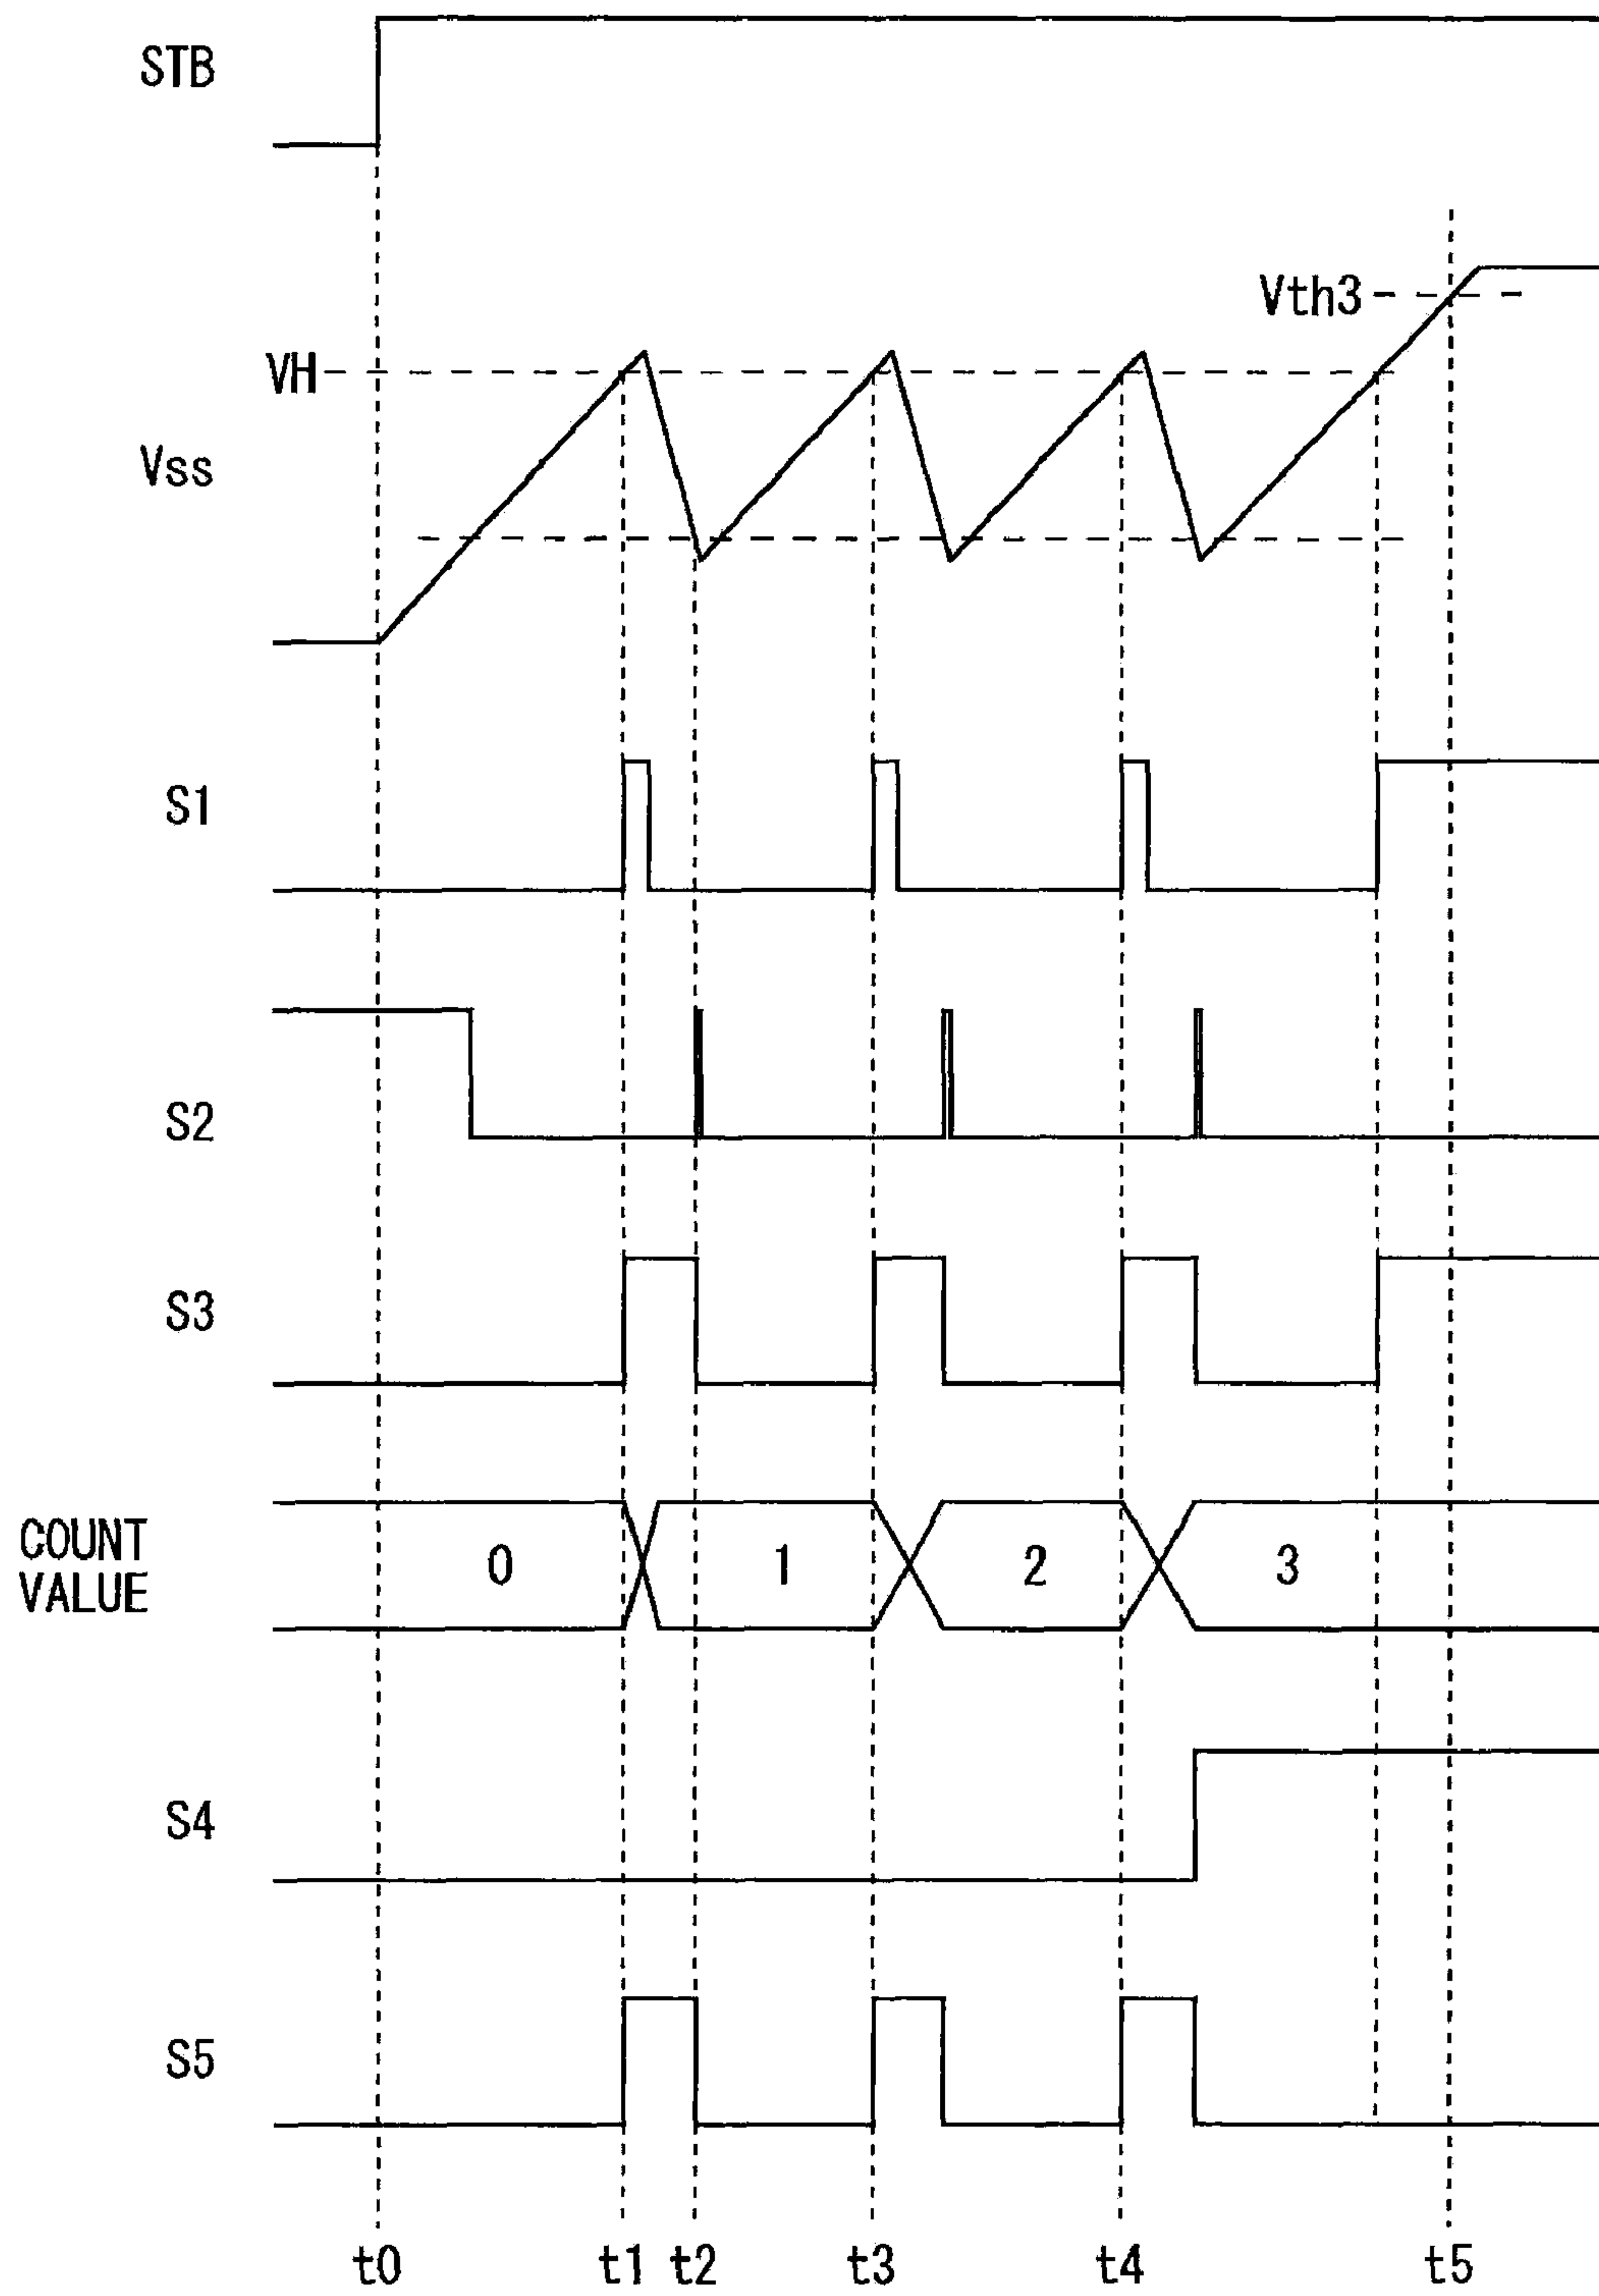 STB
Vth3
VH
Vss
S1
S2
S3
COUNT
VALUE
0 1 2 3
S4
S5
t0 t1 t2 t3 t4 t5